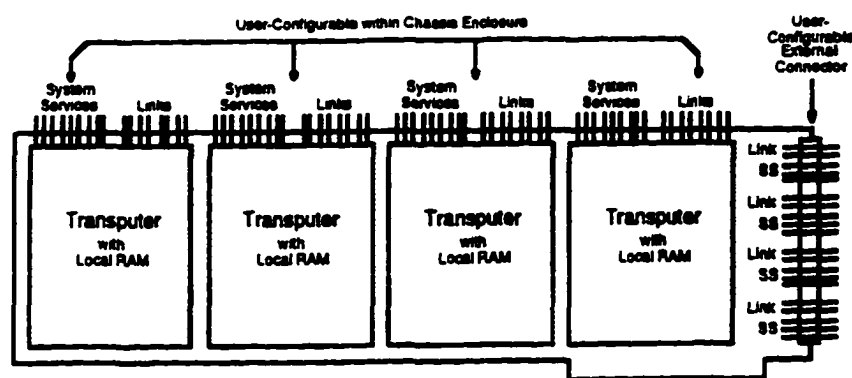 User-Configurable within Chassis Enclosure
User-
Configurable
External
Connector
System
Services
Links
System
Services
Links
System
Services
Links
System
Services
Links
Transputer
with
Local RAM
Transputer
with
Local RAM
Transputer
with
Local RAM
Transputer
with
Local RAM
Link
SS
Link
SS
Link
SS
Link
SS